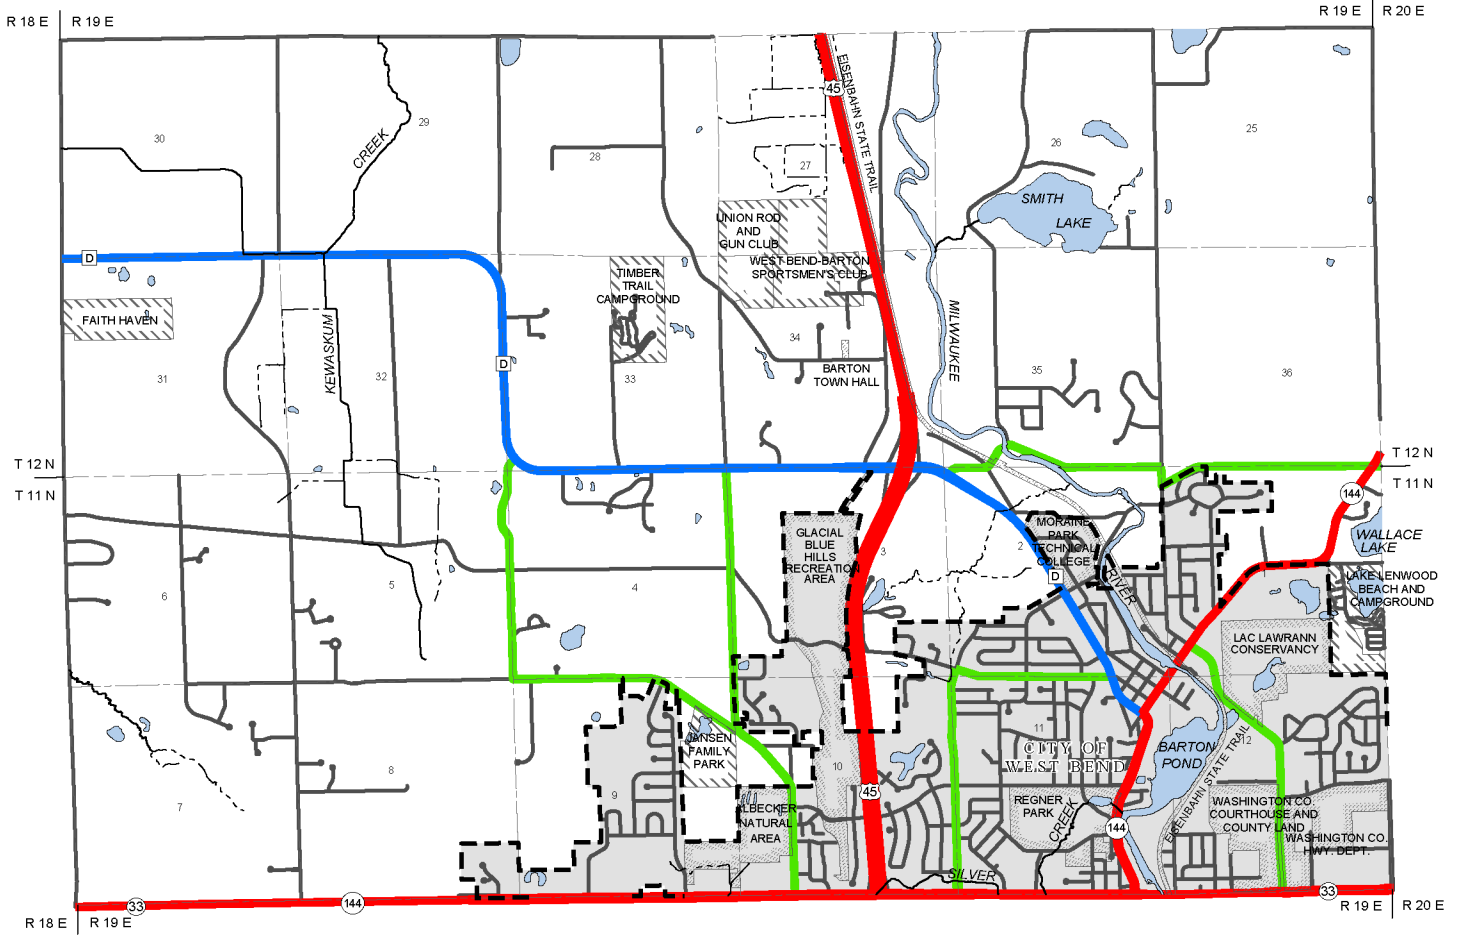 R 18 E
R 19 E
R 19 E
R 20 E
45
EISENBAHN STATE TRAIL
30
29
CREEK
28
27
26
25
SMITH
LAKE
UNION ROD
AND
GUN CLUB
WEST BEND-BARTON
SPORTSMEN'S CLUB
D
TIMBER
TRAIL
CAMPGROUND
FAITH HAVEN
KEWASKUM
MILWAUKEE
D
31
32
33
34
35
36
BARTON
TOWN HALL
T 12 N
T 11 N
T 12 N
T 11 N
144
WALLACE
LAKE
GLACIAL
BLUE
HILLS
RECREATION
AREA
MORAINE
PARK
TECHNICAL
COLLEGE
D
RIVER
6
5
4
3
2
LAKE LENWOOD
BEACH AND
CAMPGROUND
LAC LAWRANN
CONSERVANCY
JANSEN
FAMILY
PARK
CITY OF
WEST BEND
BARTON
POND
EISENBAHN STATE TRAIL
7
8
9
10
11
12
45
LBECKER
NATURAL
AREA
REGNER
PARK
CREEK
144
WASHINGTON CO.
COURTHOUSE AND
COUNTY LAND
WASHINGTON CO.
HWY. DEPT.
SILVER
33
144
33
R 18 E
R 19 E
R 19 E
R 20 E